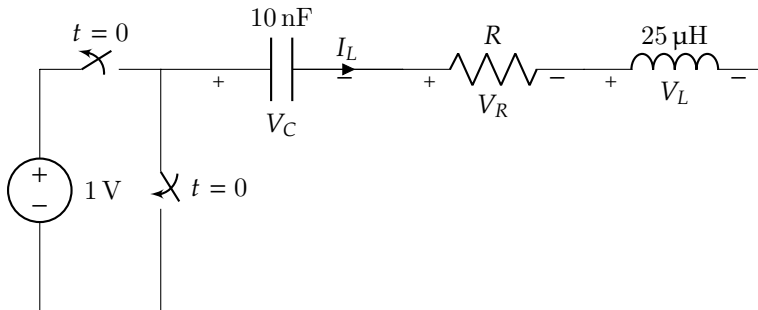 10 nF
t = 0
I_L
R
25 µH
+ − + − + −
V_C
V_R
V_L
+
−
1 V
t = 0